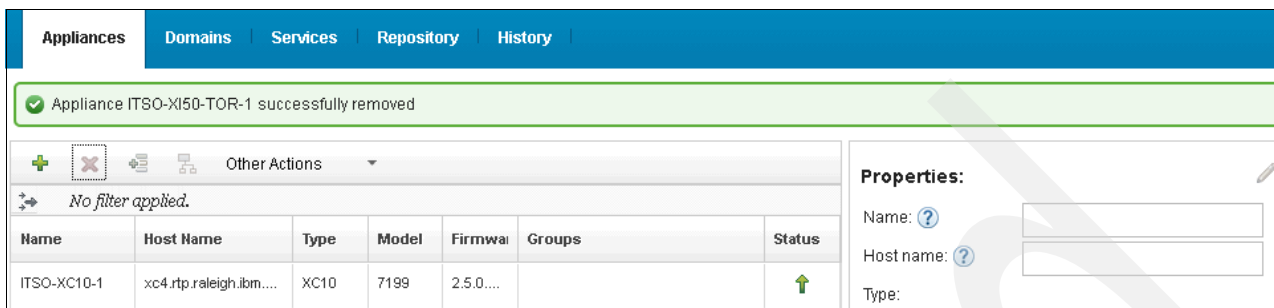 Appliances Domains Services Repository History
Appliance ITSO-XI50-TOR-1 successfully removed
Other Actions
No filter applied.
Name Host Name Type Model Firmwar Groups Status
ITSO-XC10-1 xc4.rtp.raleigh.ibm.... XC10 7199 2.5.0....
Properties:
Name: ?
Host name: ?
Type: